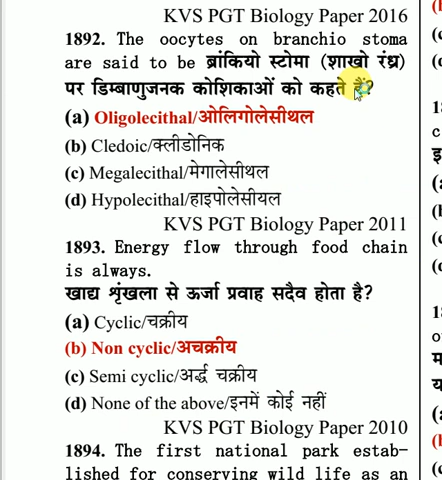 KVS PGT Biology Paper 2016
1892. The oocytes on branchio stoma
are said to be ब्रांकियो स्टोमा (शाखो रंध्र)
पर डिम्बाणुजनक कोशिकाओं को कहते हैं?
(a) Oligolecithal/ओलिगोलेसीथल
(b) Cledoic/क्लीडोनिक
(c) Megalecithal/मेगालेसीथल
(d) Hypolecithal/हाइपोलेसीयल
KVS PGT Biology Paper 2011
1893. Energy flow through food chain
is always.
खाद्य शृंखला से ऊर्जा प्रवाह सदैव होता है?
(a) Cyclic/चक्रीय
(b) Non cyclic/अचक्रीय
(c) Semi cyclic/अर्द्ध चक्रीय
(d) None of the above/इनमें कोई नहीं
KVS PGT Biology Paper 2010
1894. The first national park estab-
lished for conserving wild life as an